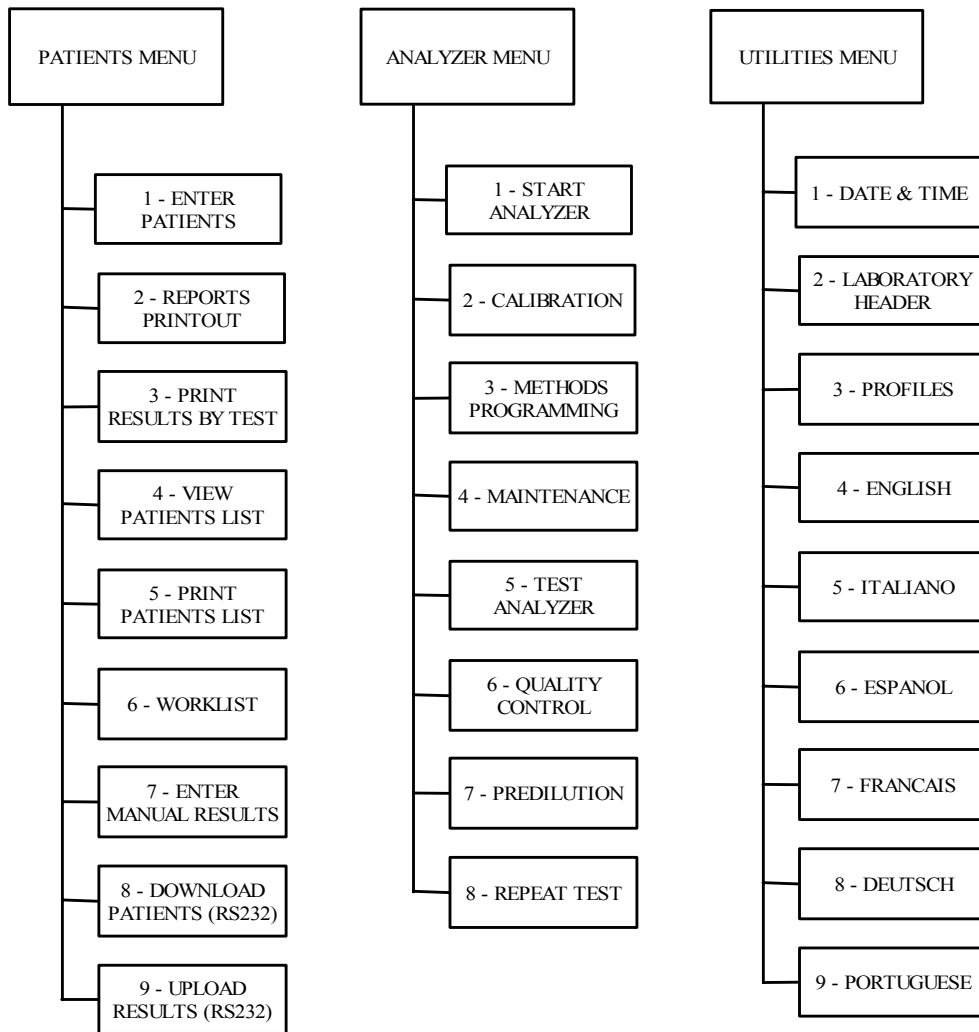 PATIENTS MENU
1 - ENTER
PATIENTS
2 - REPORTS
PRINTOUT
3 - PRINT
RESULTS BY TEST
4 - VIEW
PATIENTS LIST
5 - PRINT
PATIENTS LIST
6 - WORKLIST
7 - ENTER
MANUAL RESULTS
8 - DOWNLOAD
PATIENTS (RS232)
9 - UPLOAD
RESULTS (RS232)
ANALYZER MENU
1 - START
ANALYZER
2 - CALIBRATION
3 - METHODS
PROGRAMMING
4 - MAINTENANCE
5 - TEST
ANALYZER
6 - QUALITY
CONTROL
7 - PREDILUTION
8 - REPEAT TEST
UTILITIES MENU
1 - DATE & TIME
2 - LABORATORY
HEADER
3 - PROFILES
4 - ENGLISH
5 - ITALIANO
6 - ESPANOL
7 - FRANCAIS
8 - DEUTSCH
9 - PORTUGUESE